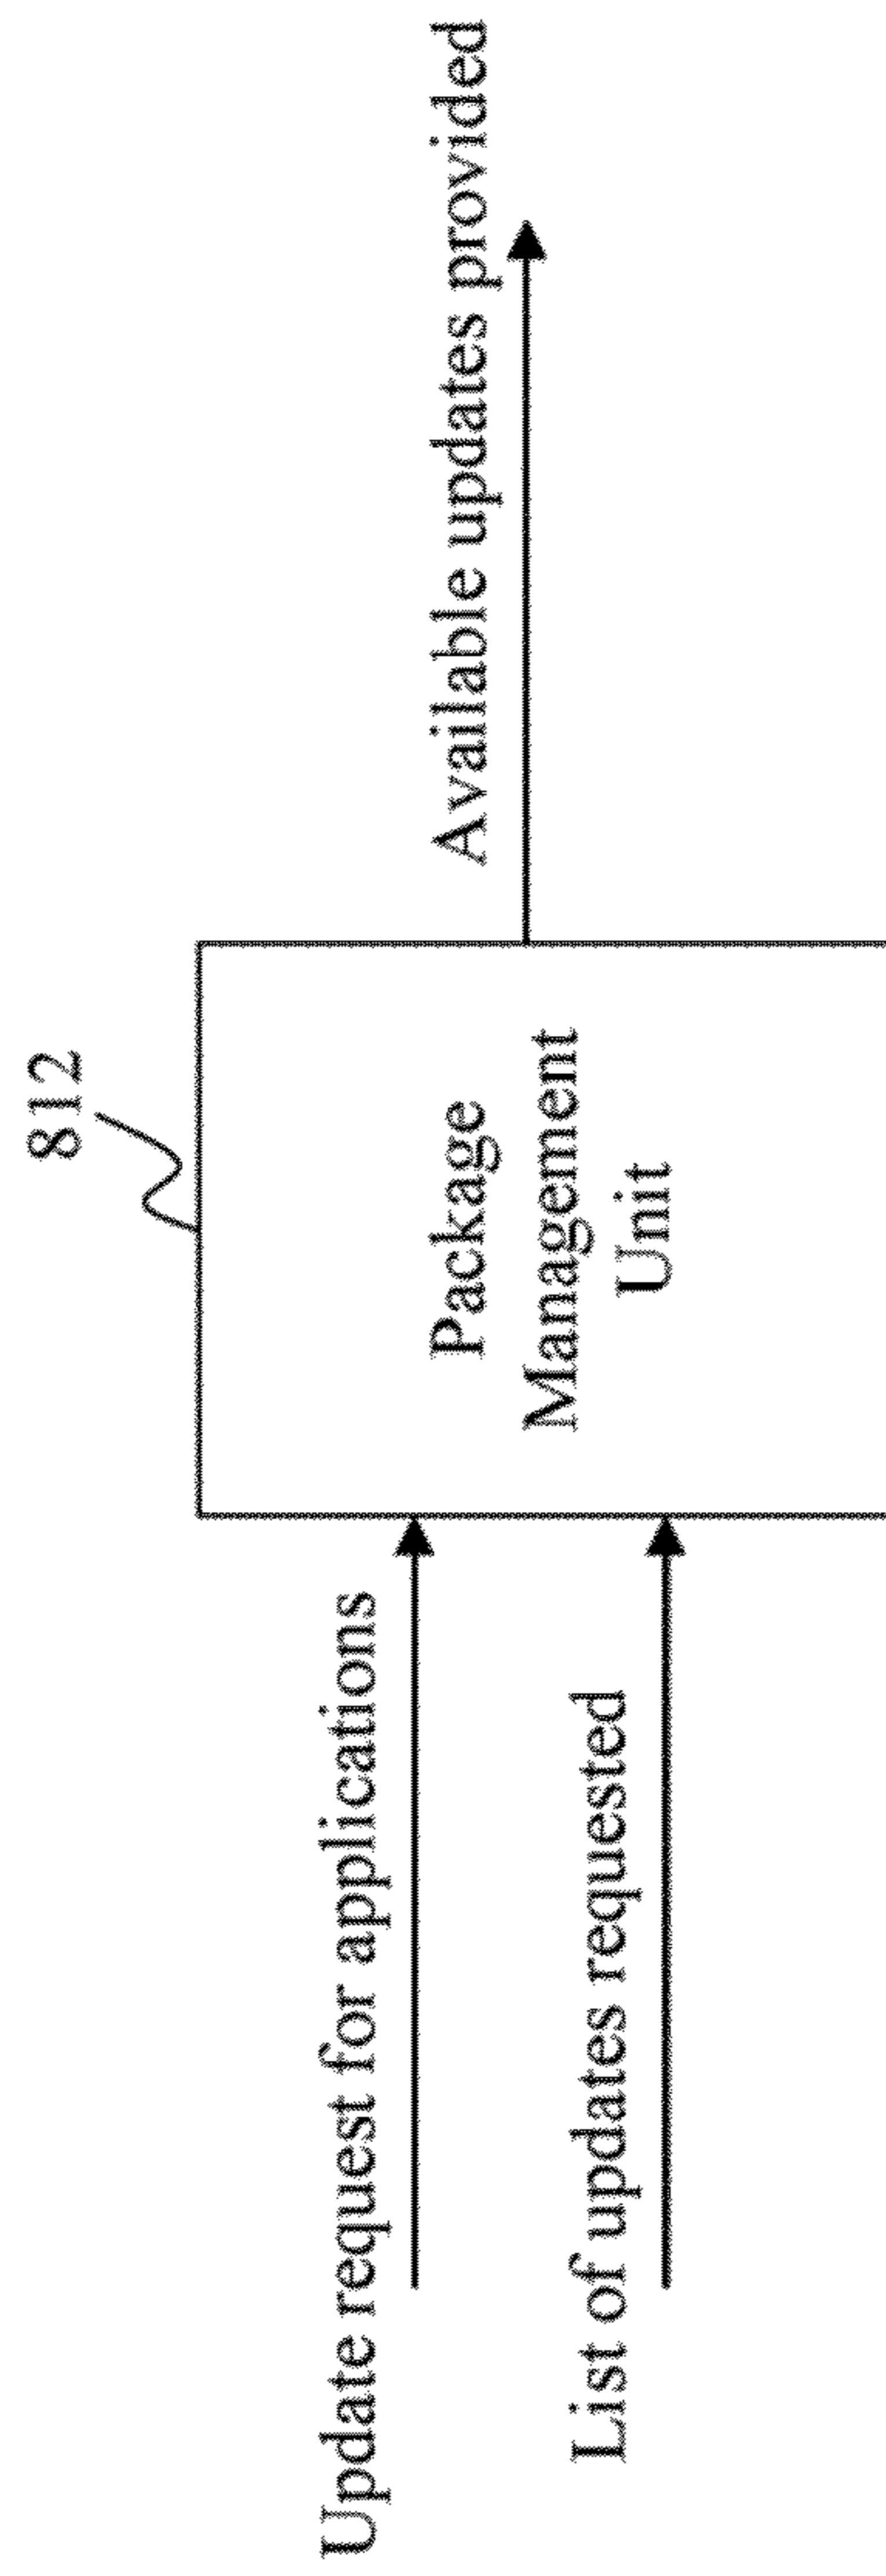 812
Update request for applications
List of updates requested
Package
Management
Unit
Available updates provided